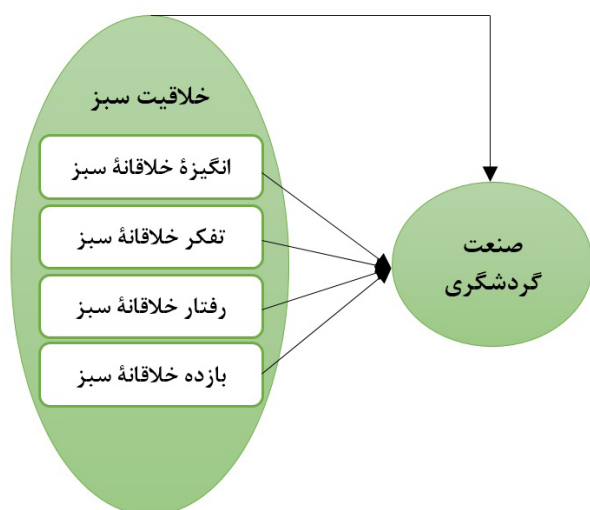 خلاقیت سبز
انگیزۀ خلاقانۀ سبز
تفکر خلاقانۀ سبز
رفتار خلاقانۀ سبز
بازده خلاقانۀ سبز
صنعت
گردشگری